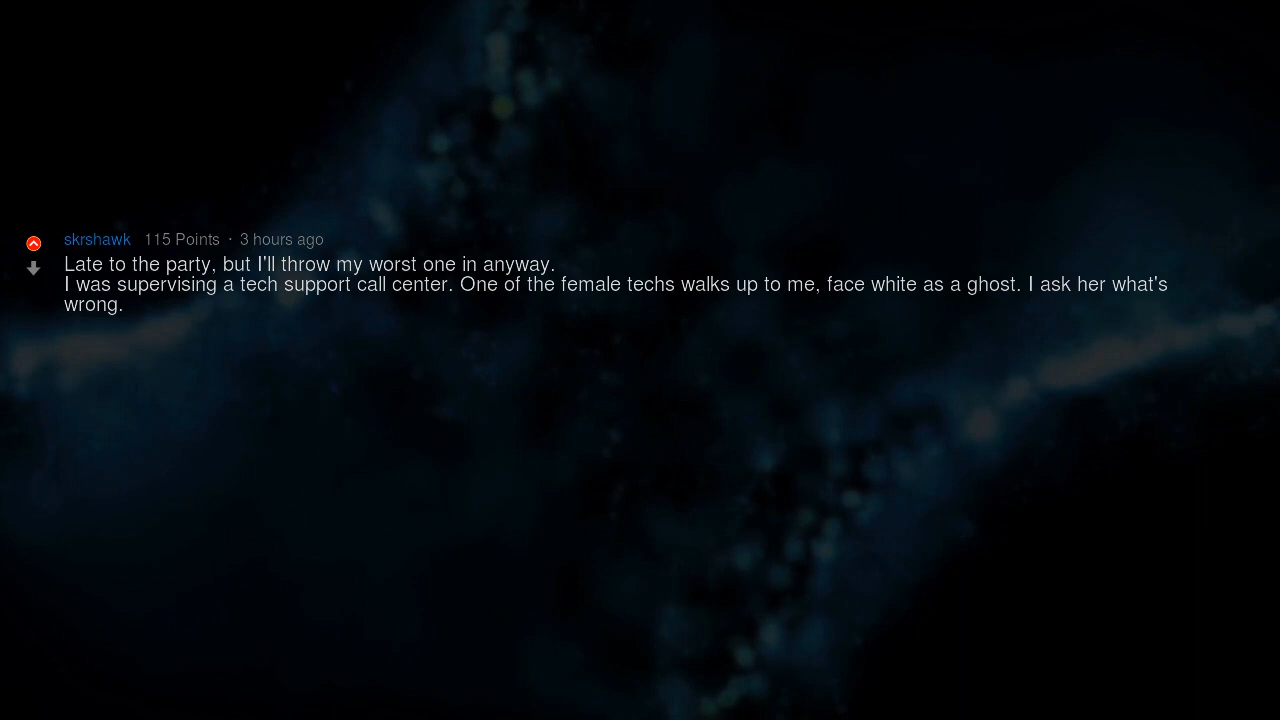 skrshawk 115 Points · 3 hours ago
Late to the party, but I'll throw my worst one in anyway.
I was supervising a tech support call center. One of the female techs walks up to me, face white as a ghost. I ask her what's
wrong.